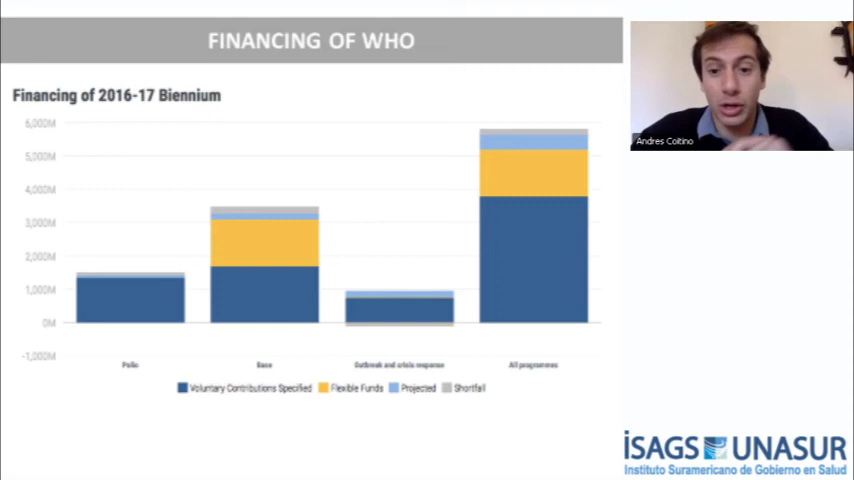 FINANCING OF WHO
Financing of 2016-17 Biennium
6,000M
5,000M
4,000M
3,000M
2,000M
1,000M
0M
-1,000M
Polio
Base
Outbreak and crisis response
All programmes
Voluntary Contributions Specified
Flexible Funds
Projected
Shortfall
Andres Coitino
iSAGS UNASUR
Instituto Suramericano de Gobierno en Salud